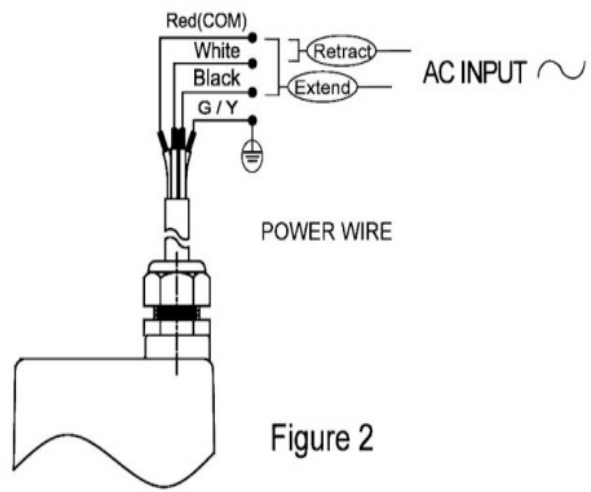 Red(COM)
White
Retract
AC INPUT
Black
Extend
G / Y
POWER WIRE
Figure 2